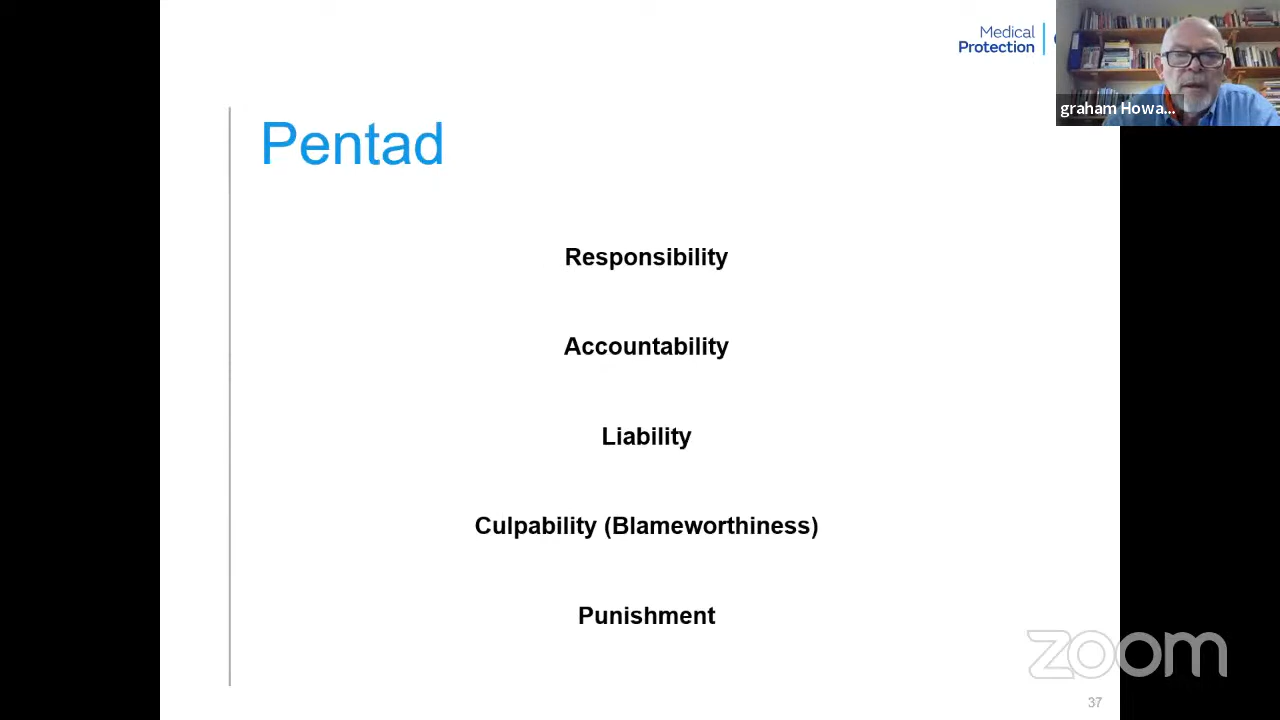 Medical
Protection
graham Howa...
Pentad
Responsibility
Accountability
Liability
Culpability (Blameworthiness)
Punishment
zoom
37